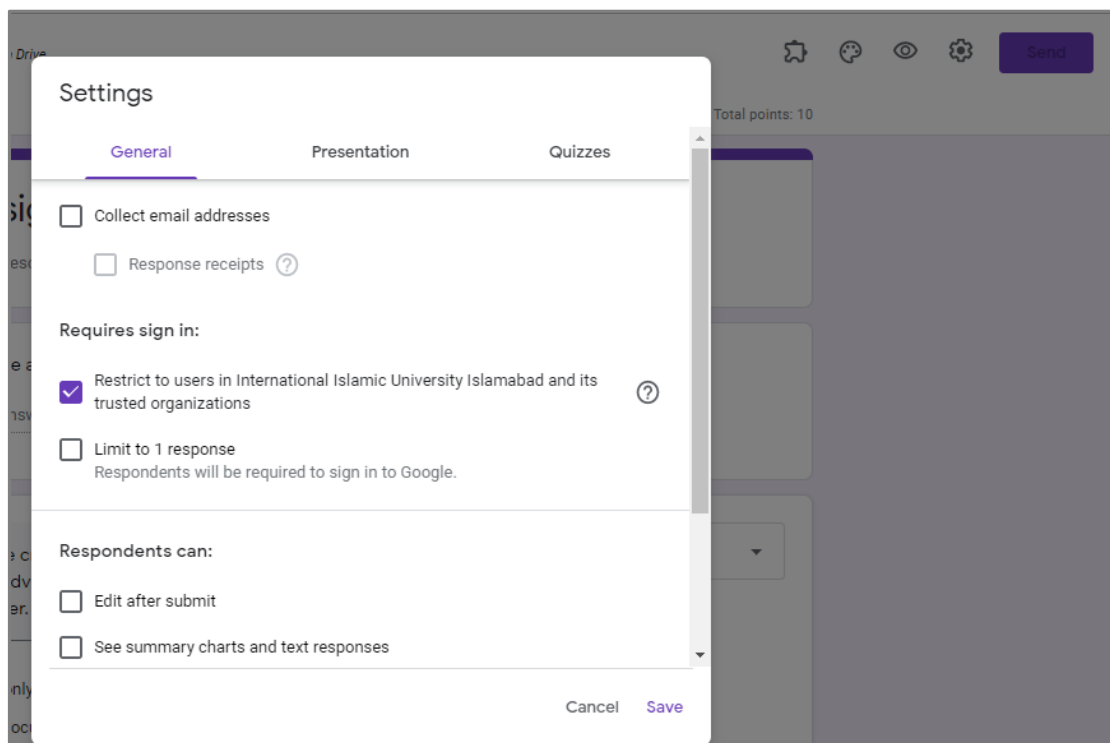 Drive
Send
Settings
Total points: 10
General Presentation Quizzes
Collect email addresses
Response receipts ?
Requires sign in:
Restrict to users in International Islamic University Islamabad and its
trusted organizations
?
Limit to 1 response
Respondents will be required to sign in to Google.
Respondents can:
Edit after submit
See summary charts and text responses
Cancel Save